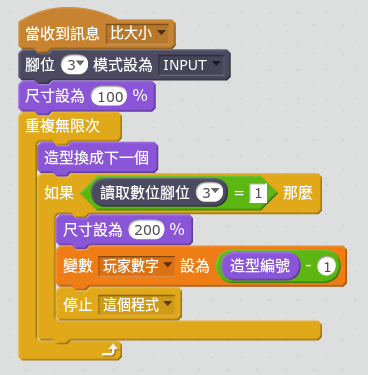 當收到訊息 比大小
腳位 3 模式設為 INPUT
尺寸設為 100 %
重複無限次
造型換成下一個
如果 讀取數位腳位 3 = 1 那麼
尺寸設為 200 %
變數 玩家數字 設為 造型編號 - 1
停止 這個程式